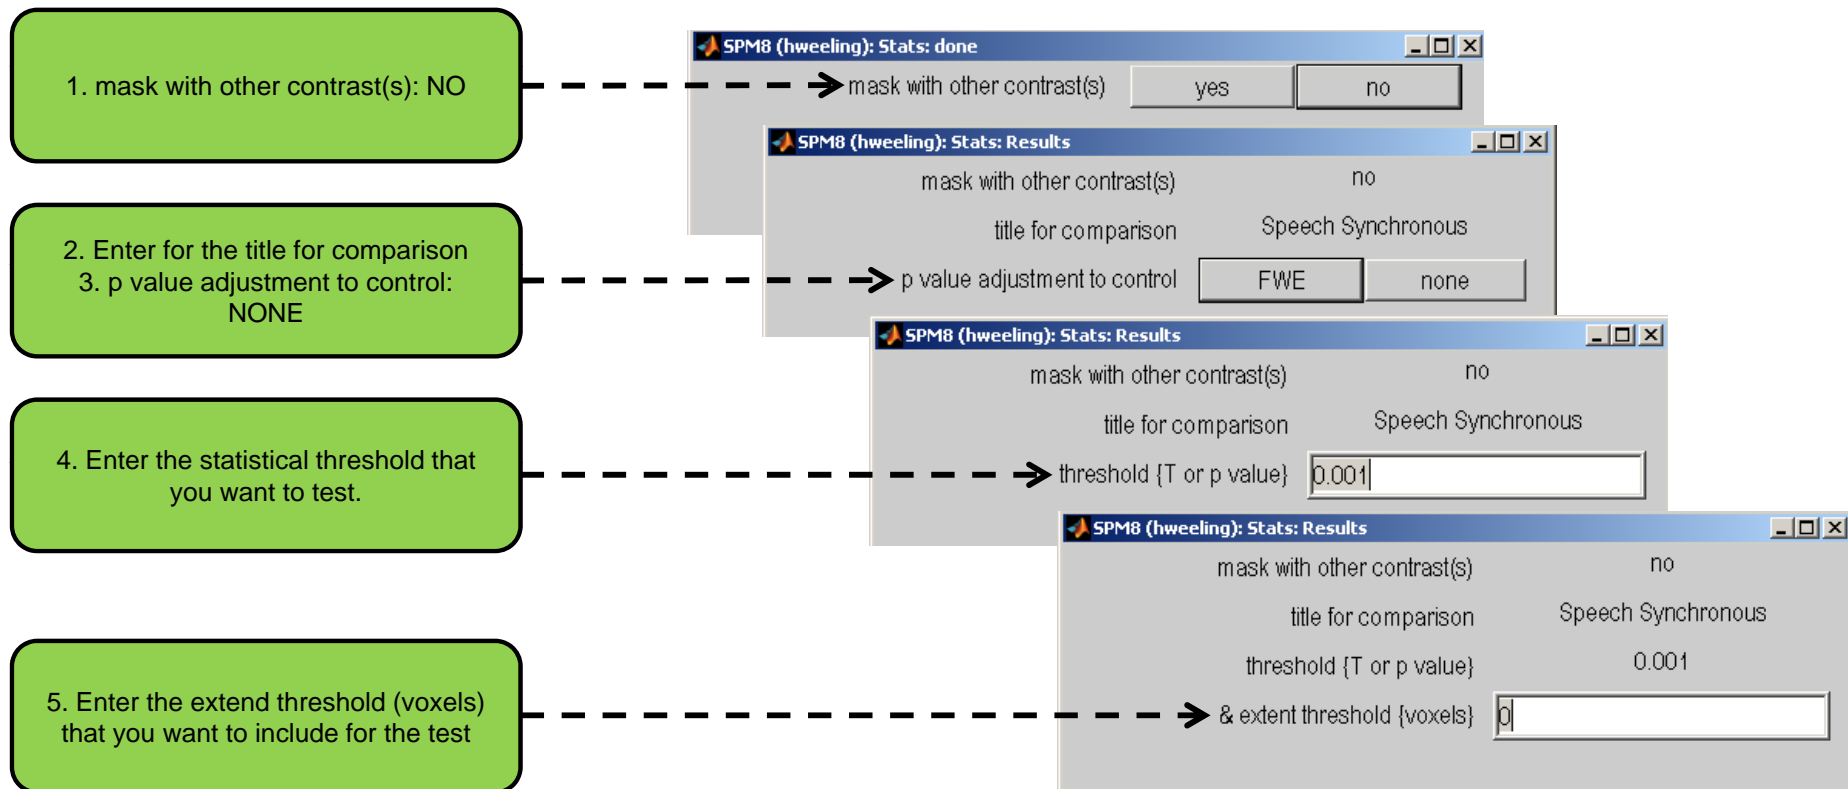 1. mask with other contrast(s): NO
SPM8 (hweeling): Stats: done
mask with other contrast(s) yes no
SPM8 (hweeling): Stats: Results
mask with other contrast(s) no
title for comparison Speech Synchronous
p value adjustment to control FWE none
2. Enter for the title for comparison
3. p value adjustment to control:
NONE
SPM8 (hweeling): Stats: Results
mask with other contrast(s) no
title for comparison Speech Synchronous
threshold {T or p value} 0.001
4. Enter the statistical threshold that
you want to test.
SPM8 (hweeling): Stats: Results
mask with other contrast(s) no
title for comparison Speech Synchronous
threshold {T or p value} 0.001
& extent threshold {voxels} 0
5. Enter the extend threshold (voxels)
that you want to include for the test